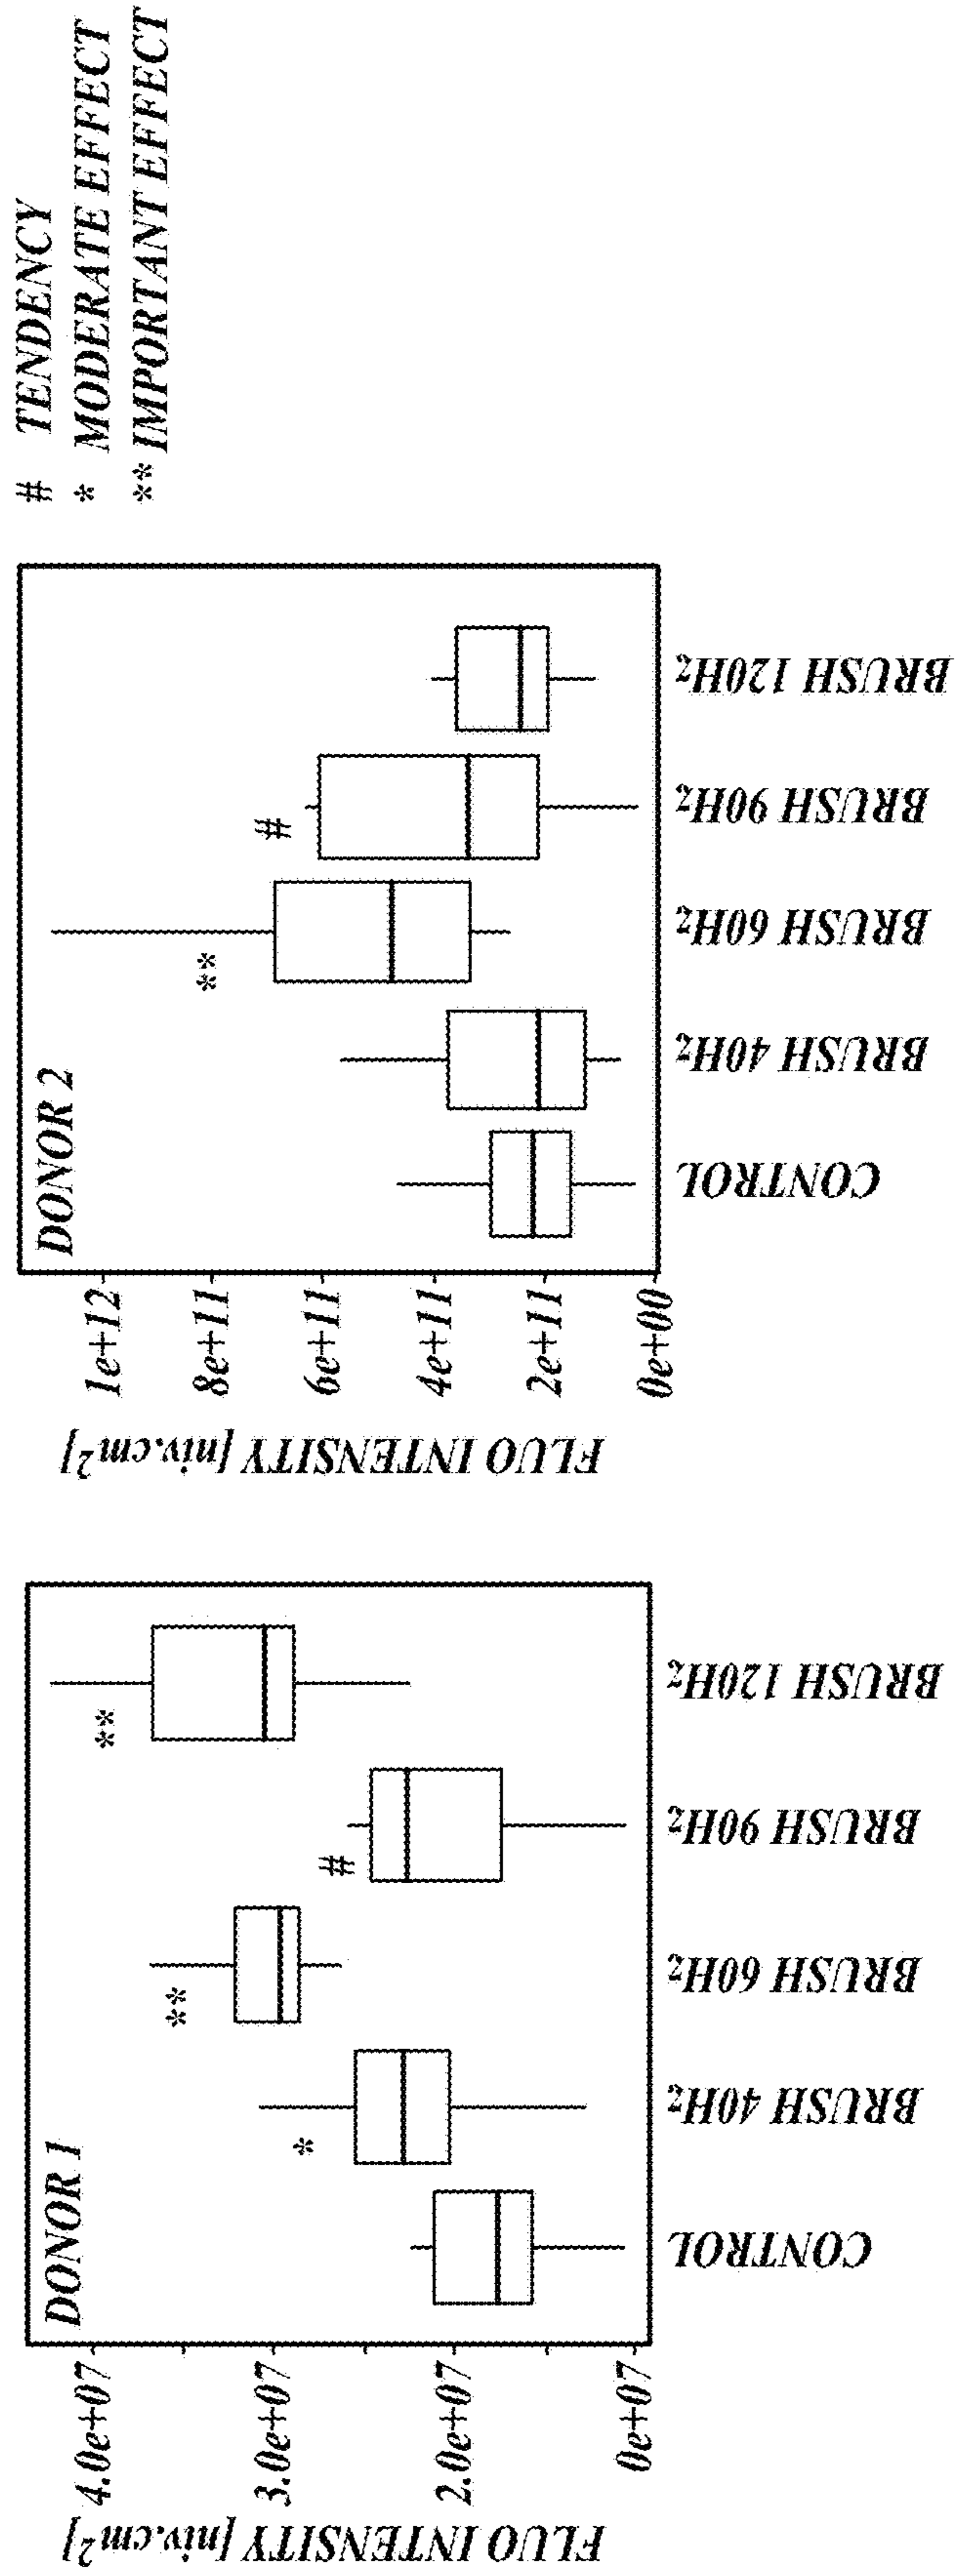 DONOR 1
FLUO INTENSITY [niv.cm²]
4.0e+07
3.0e+07
2.0e+07
0e+07
*
**
#
**
CONTROL
BRUSH 40Hz
BRUSH 60Hz
BRUSH 90Hz
BRUSH 120Hz
DONOR 2
FLUO INTENSITY [niv.cm²]
1e+12
8e+11
6e+11
4e+11
2e+11
0e+00
**
#
CONTROL
BRUSH 40Hz
BRUSH 60Hz
BRUSH 90Hz
BRUSH 120Hz
# TENDENCY
* MODERATE EFFECT
** IMPORTANT EFFECT